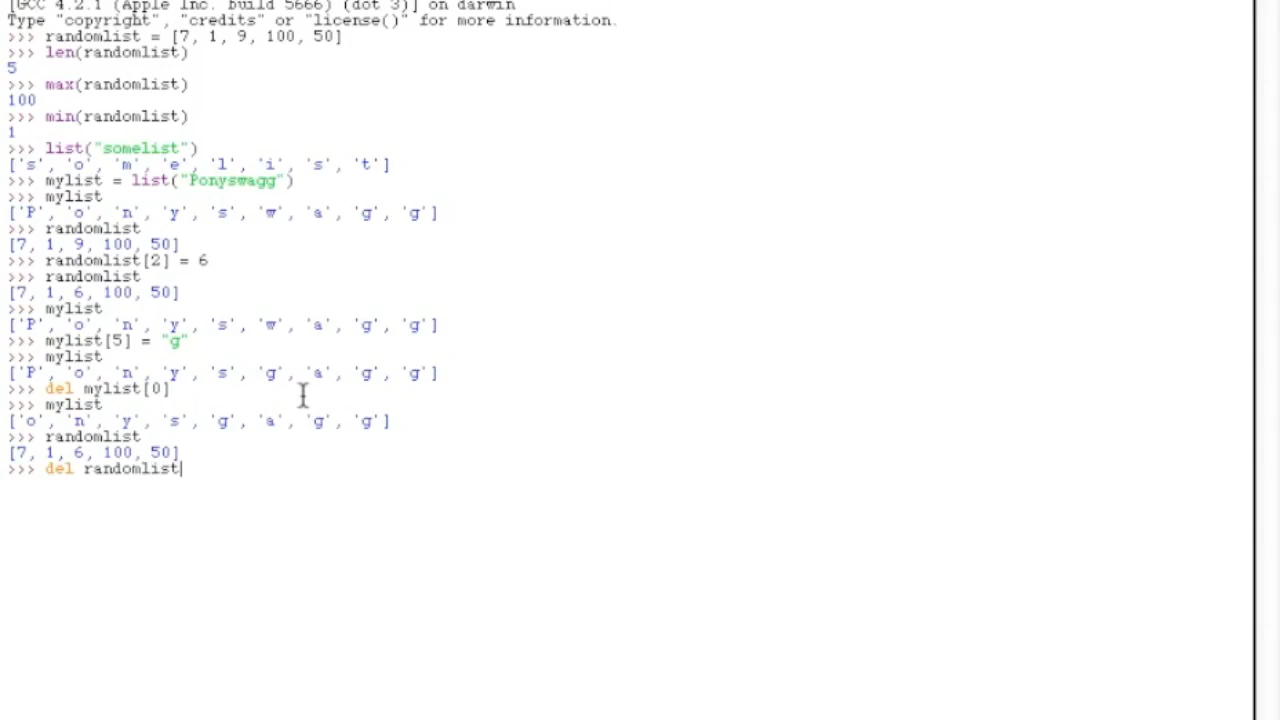 [GCC 4.2.1 (Apple Inc. build 5666) (dot 3)] on darwin
Type "copyright", "credits" or "license()" for more information.
>>> randomlist = [7, 1, 9, 100, 50]
>>> len(randomlist)
5
>>> max(randomlist)
100
>>> min(randomlist)
1
>>> list("somelist")
['s', 'o', 'm', 'e', 'l', 'i', 's', 't']
>>> mylist = list("Ponyswagg")
>>> mylist
['P', 'o', 'n', 'y', 's', 'w', 'a', 'g', 'g']
>>> randomlist
[7, 1, 9, 100, 50]
>>> randomlist[2] = 6
>>> randomlist
[7, 1, 6, 100, 50]
>>> mylist
['P', 'o', 'n', 'y', 's', 'w', 'a', 'g', 'g']
>>> mylist[5] = "g"
>>> mylist
['P', 'o', 'n', 'y', 's', 'g', 'a', 'g', 'g']
>>> del mylist[0]
>>> mylist
['o', 'n', 'y', 's', 'g', 'a', 'g', 'g']
>>> randomlist
[7, 1, 6, 100, 50]
>>> del randomlist